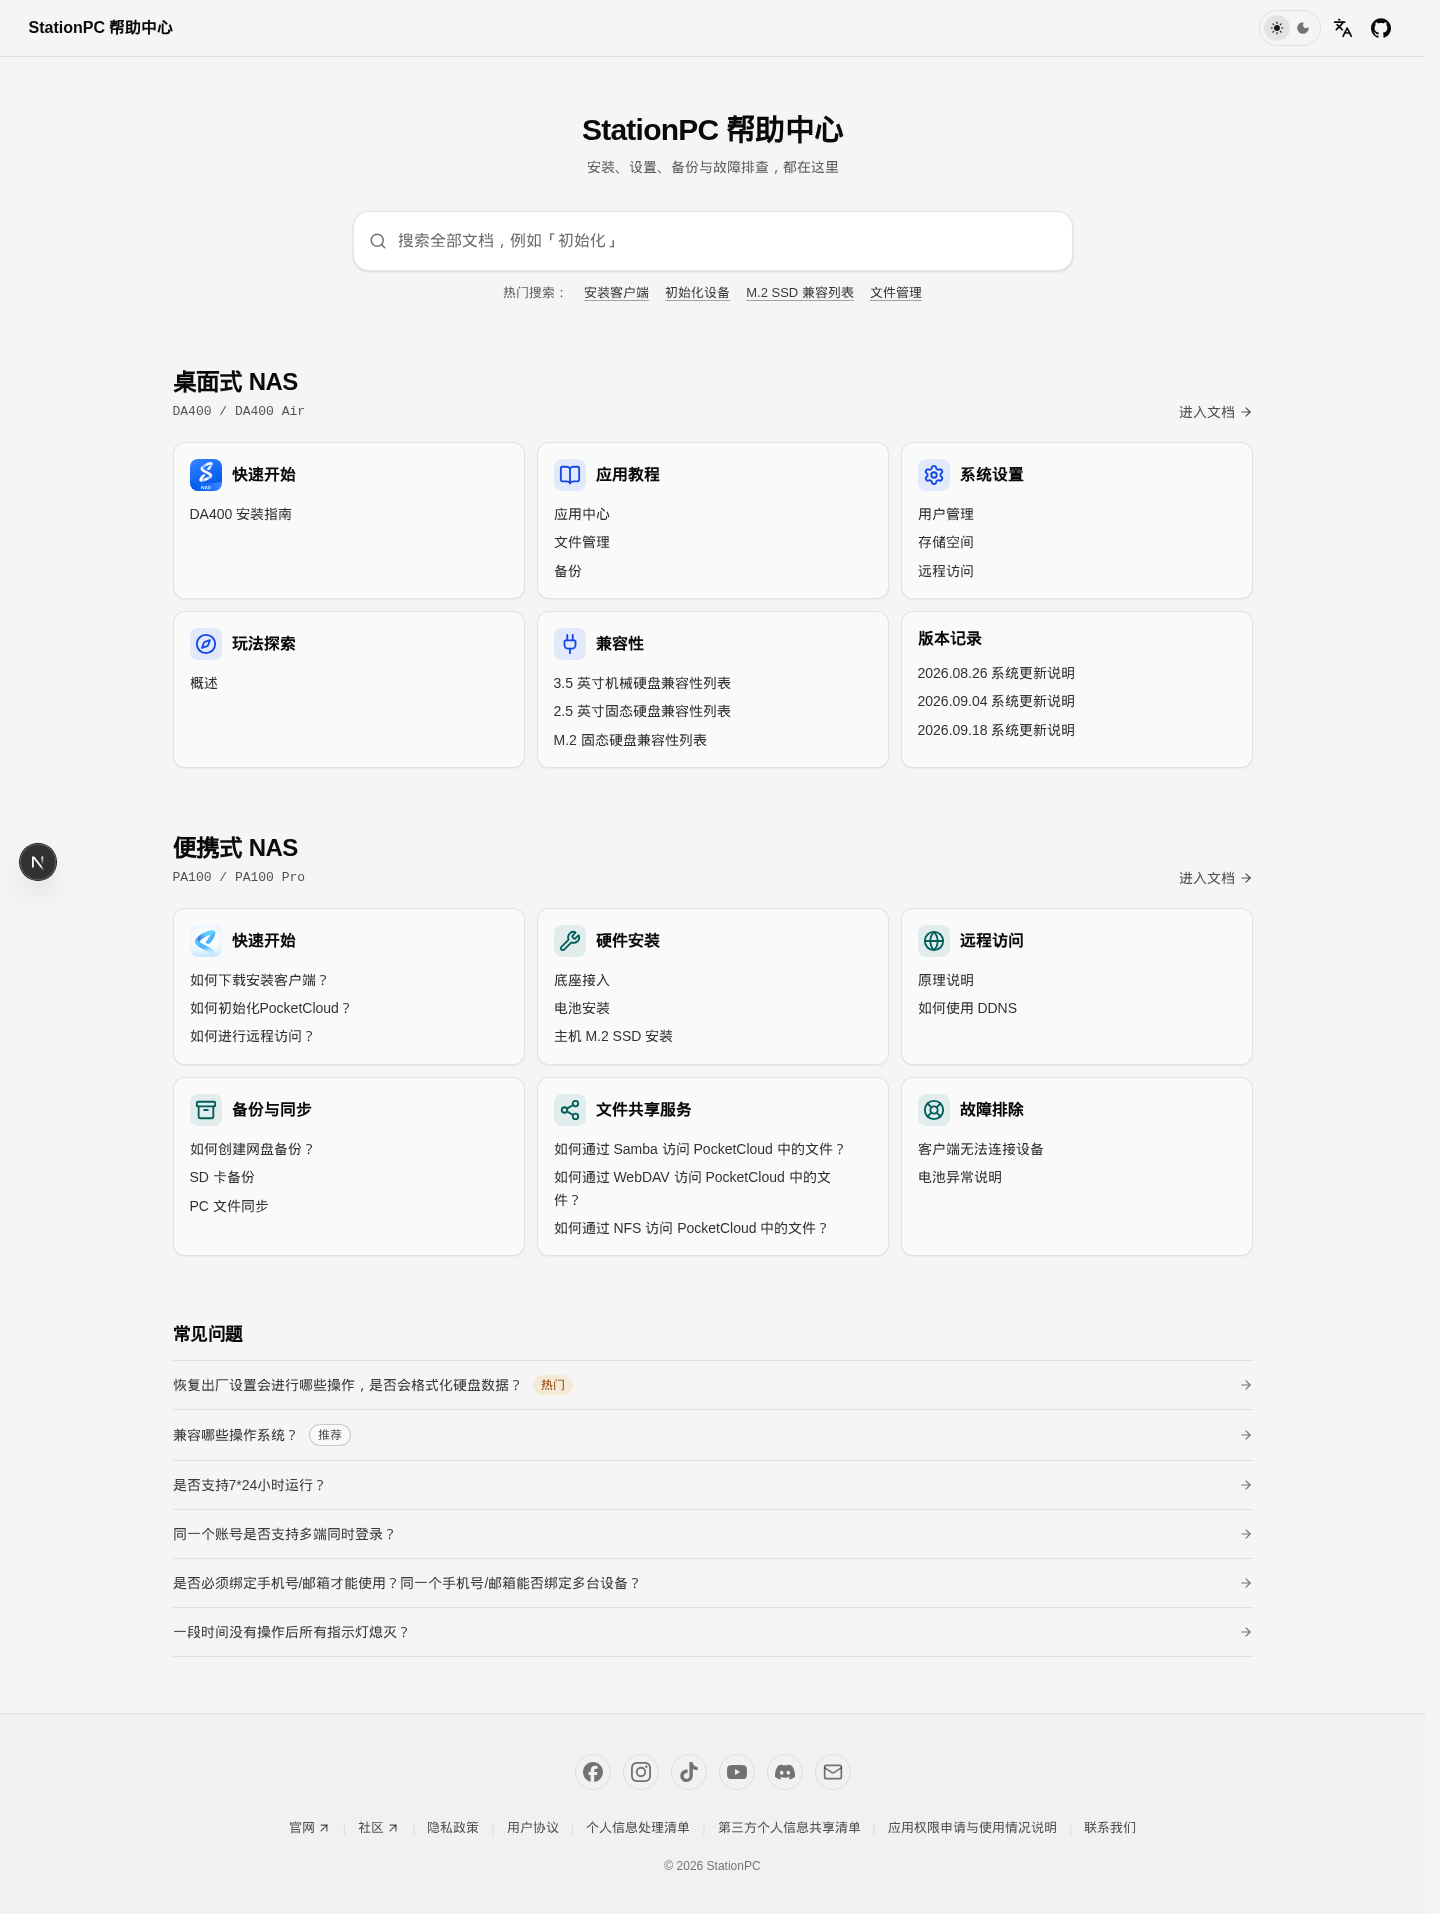 StationPC 帮助中心
StationPC 帮助中心
安装、设置、备份与故障排查，都在这里
搜索全部文档，例如「初始化」
热门搜索： 安装客户端 初始化设备 M.2 SSD 兼容列表 文件管理
桌面式 NAS
DA400 / DA400 Air
进入文档
快速开始
DA400 安装指南
应用教程
应用中心
文件管理
备份
系统设置
用户管理
存储空间
远程访问
玩法探索
概述
兼容性
3.5 英寸机械硬盘兼容性列表
2.5 英寸固态硬盘兼容性列表
M.2 固态硬盘兼容性列表
版本记录
2026.08.26 系统更新说明
2026.09.04 系统更新说明
2026.09.18 系统更新说明
便携式 NAS
PA100 / PA100 Pro
进入文档
快速开始
如何下载安装客户端？
如何初始化PocketCloud？
如何进行远程访问？
硬件安装
底座接入
电池安装
主机 M.2 SSD 安装
远程访问
原理说明
如何使用 DDNS
备份与同步
如何创建网盘备份？
SD 卡备份
PC 文件同步
文件共享服务
如何通过 Samba 访问 PocketCloud 中的文件？
如何通过 WebDAV 访问 PocketCloud 中的文
件？
如何通过 NFS 访问 PocketCloud 中的文件？
故障排除
客户端无法连接设备
电池异常说明
常见问题
恢复出厂设置会进行哪些操作，是否会格式化硬盘数据？ 热门
兼容哪些操作系统？ 推荐
是否支持7*24小时运行？
同一个账号是否支持多端同时登录？
是否必须绑定手机号/邮箱才能使用？同一个手机号/邮箱能否绑定多台设备？
一段时间没有操作后所有指示灯熄灭？
官网 | 社区 | 隐私政策 | 用户协议 | 个人信息处理清单 | 第三方个人信息共享清单 | 应用权限申请与使用情况说明 | 联系我们
© 2026 StationPC